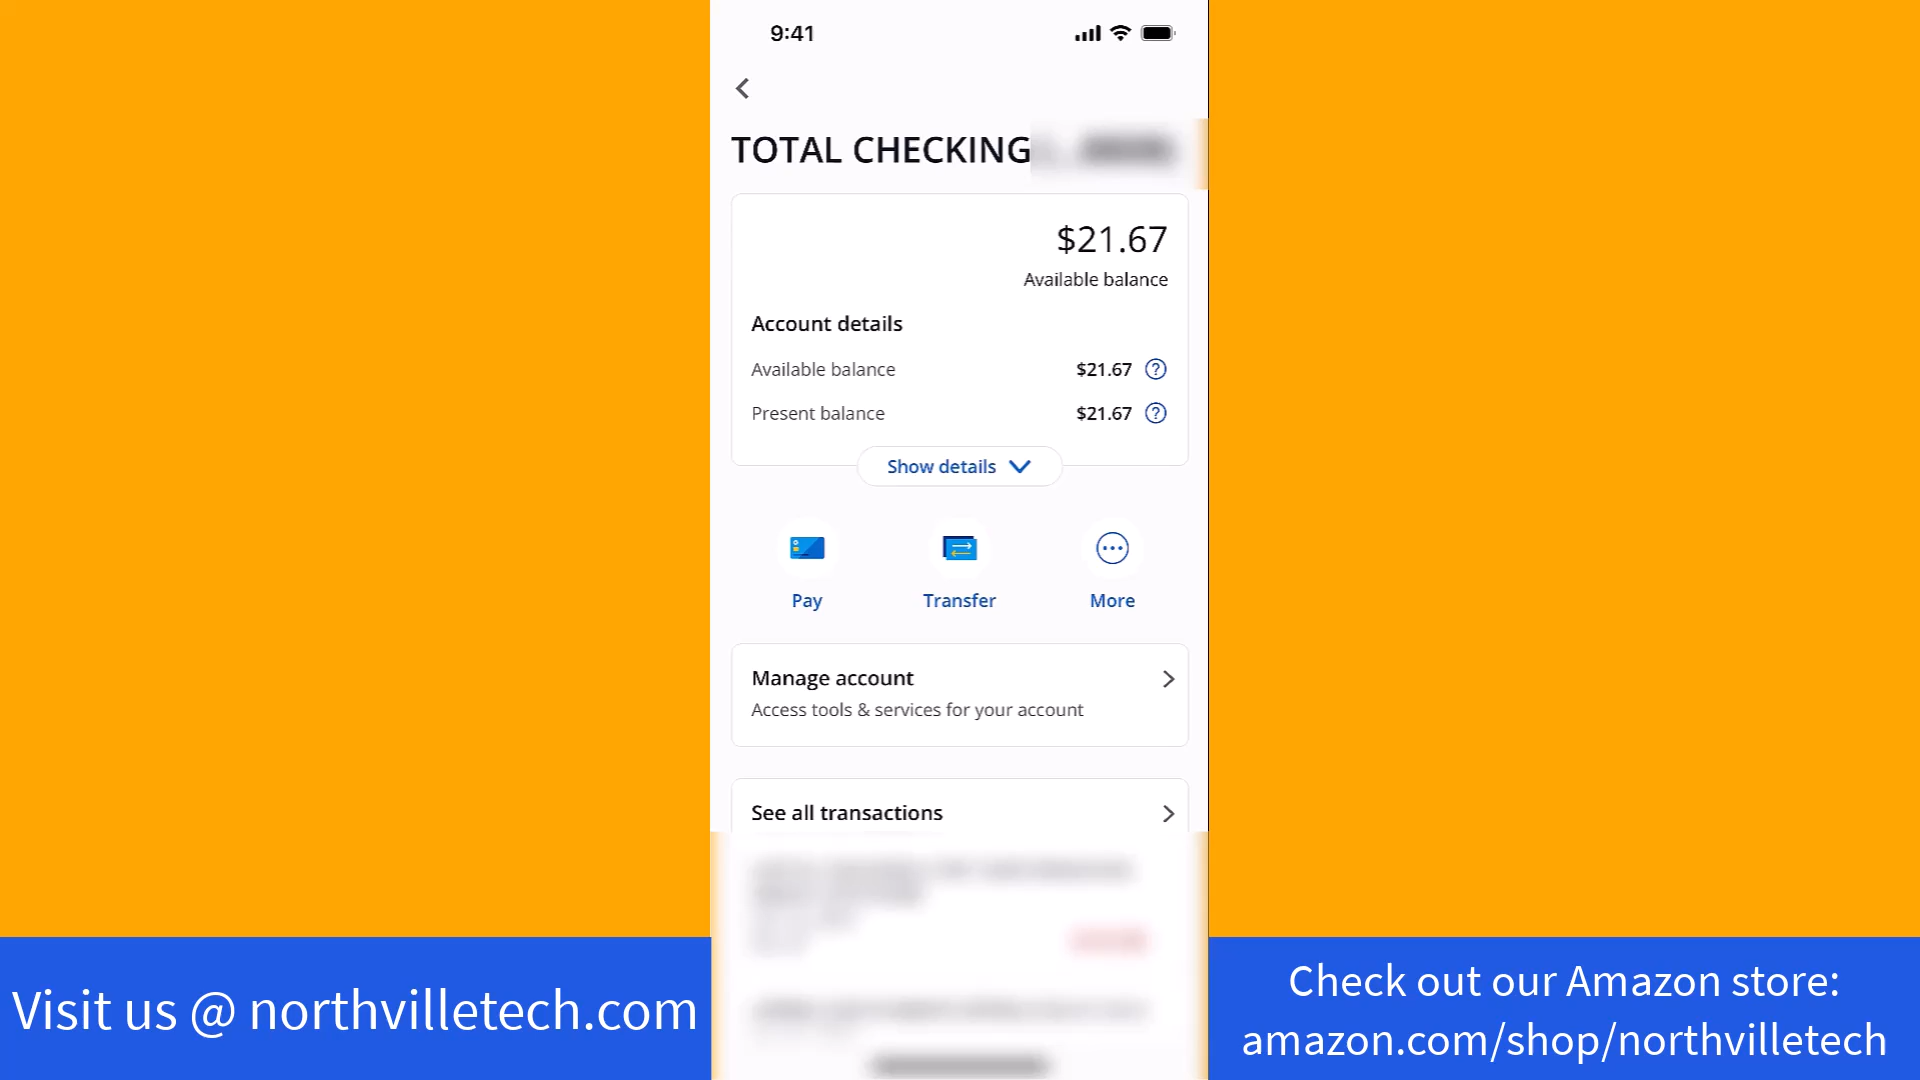 9:41
TOTAL CHECKING
$21.67
Available balance
Account details
Available balance $21.67
Present balance $21.67
Show details
Pay Transfer More
Manage account
Access tools & services for your account
See all transactions
Visit us @ northvilletech.com
Check out our Amazon store:
amazon.com/shop/northvilletech